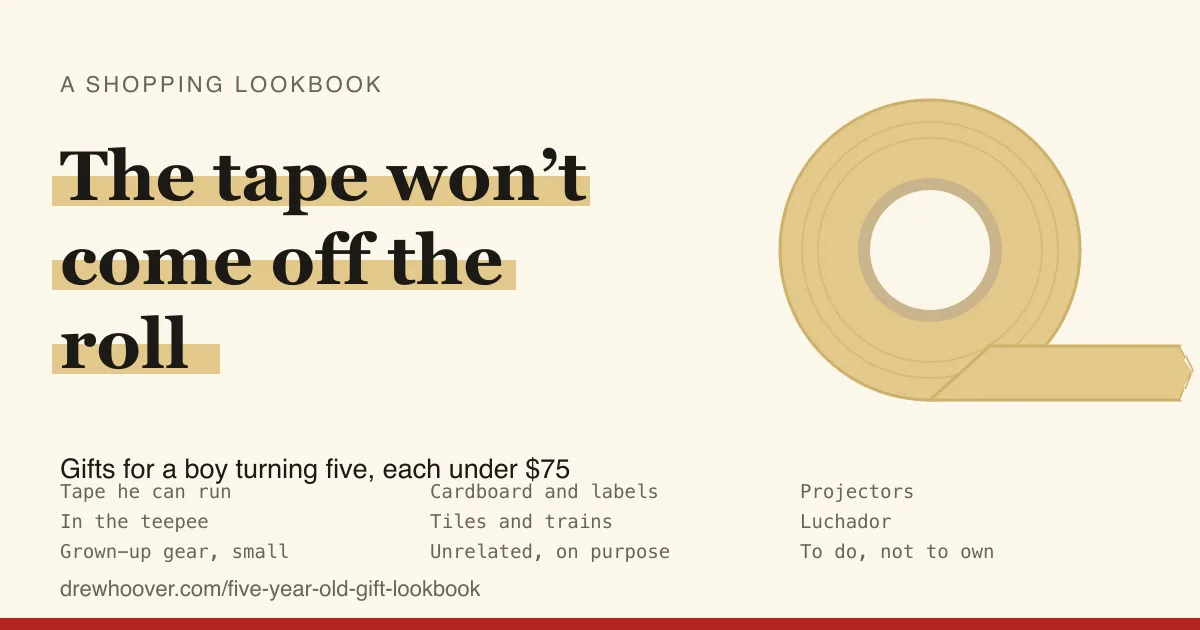 A SHOPPING LOOKBOOK
The tape won’t
come off the
roll
Gifts for a boy turning five, each under $75
Tape he can run
In the teepee
Grown–up gear, small
Cardboard and labels
Tiles and trains
Unrelated, on purpose
Projectors
Luchador
To do, not to own
drewhoover.com/five-year-old-gift-lookbook